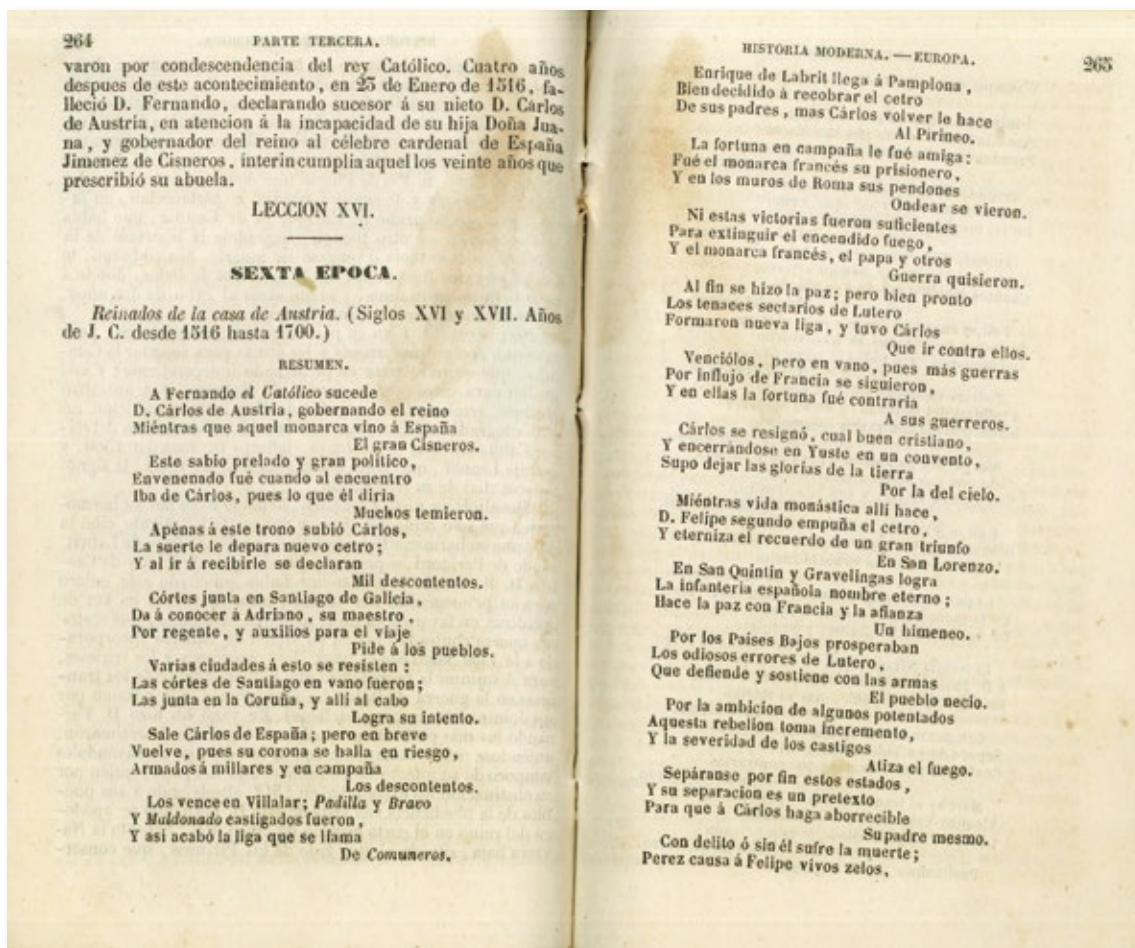 264
PARTE TERCERA.
varon por condescendencia del rey Católico. Cuatro años
despues de este acontecimiento, en 23 de Enero de 1516, fa-
lleció D. Fernando, declarando sucesor á su nieto D. Cárlos
de Austria, en atencion á la incapacidad de su hija Doña Jua-
na, y gobernador del reino al célebre cardenal de España
Jimenez de Cisneros, interin cumplia aquel los veinte años que
prescribió su abuela.
LECCION XVI.
SEXTA EPOCA.
Reinados de la casa de Austria. (Siglos XVI y XVII. Años
de J. C. desde 1516 hasta 1700.)
RESUMEN.
A Fernando el Católico sucede
D. Cárlos de Austria, gobernando el reino
Miéntras que aquel monarca vino á España
El gran Cisneros.
Este sabio prelado y gran político,
Envenenado fué cuando al encuentro
Iba de Cárlos, pues lo que él diria
Muchos temieron.
Apénas á este trono subió Cárlos,
La suerte le depara nuevo cetro;
Y al ir á recibirle se declaran
Mil descontentos.
Córtes junta en Santiago de Galicia,
Da á conocer á Adriano, su maestro,
Por regente, y auxilios para el viaje
Pide á los pueblos.
Varias ciudades á esto se resisten:
Las córtes de Santiago en vano fueron;
Las junta en la Coruña, y alli al cabo
Logra su intento.
Sale Cárlos de España; pero en breve
Vuelve, pues su corona se halla en riesgo,
Armados á millares y en campaña
Los descontentos.
Los vence en Villalar; Padilla y Bravo
Y Maldonado castigados fueron,
Y asi acabó la liga que se llama
De Comuneros.
HISTORIA MODERNA. — EUROPA.
265
Enrique de Labrit llega á Pamplona,
Bien decidido á recobrar el cetro
De sus padres, mas Cárlos volver le hace
Al Pirineo.
La fortuna en campaña le fué amiga:
Fué el monarca francés su prisionero,
Y en los muros de Roma sus pendones
Ondear se vieron.
Ni estas victorias fueron suficientes
Para extinguir el encendido fuego,
Y el monarca francés, el papa y otros
Guerra quisieron.
Al fin se hizo la paz; pero bien pronto
Los tenaces sectarios de Lutero
Formaron nueva liga, y tuvo Cárlos
Que ir contra ellos.
Venciólos, pero en vano, pues más guerras
Por influjo de Francia se siguieron,
Y en ellas la fortuna fué contraria
A sus guerreros.
Cárlos se resignó, cual buen cristiano,
Y encerrándose en Yuste en un convento,
Supo dejar las glorias de la tierra
Por la del cielo.
Miéntras vida monástica alli hace,
D. Felipe segundo empuña el cetro,
Y eterniza el recuerdo de un gran triunfo
En San Lorenzo.
En San Quintin y Gravelingas logra
La infantería española nombre eterno;
Hace la paz con Francia y la afianza
Un himeneo.
Por los Paises Bajos prosperaban
Los odiosos errores de Lutero,
Que defiende y sostiene con las armas
El pueblo necio.
Por la ambicion de algunos potentados
Aquesta rebelion toma incremento,
Y la severidad de los castigos
Atiza el fuego.
Sepáranse por fin estos estados,
Y su separacion es un pretexto
Para que á Cárlos haga aborrecible
Su padre mesmo.
Con delito ó sin él sufre la muerte;
Perez causa á Felipe vivos zelos,